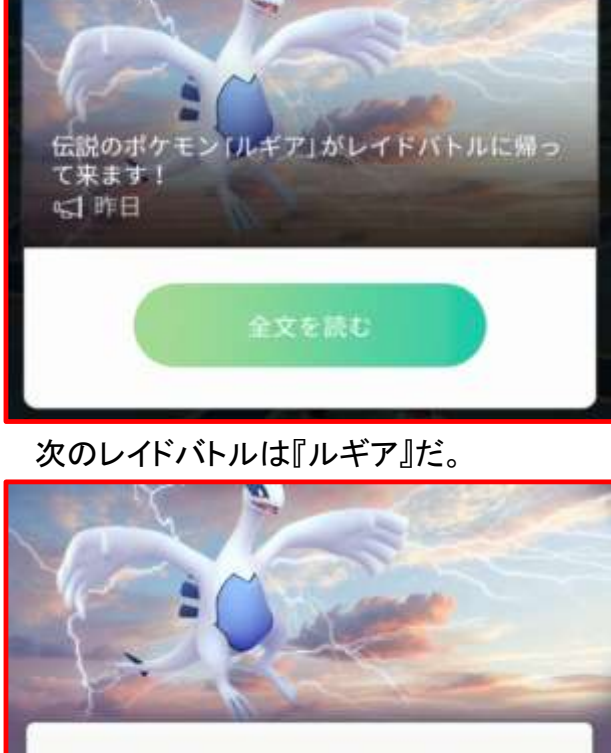 伝説のポケモン「ルギア」がレイドバトルに帰っ
て来ます！
昨日
全文を読む
次のレイドバトルは『ルギア』だ。